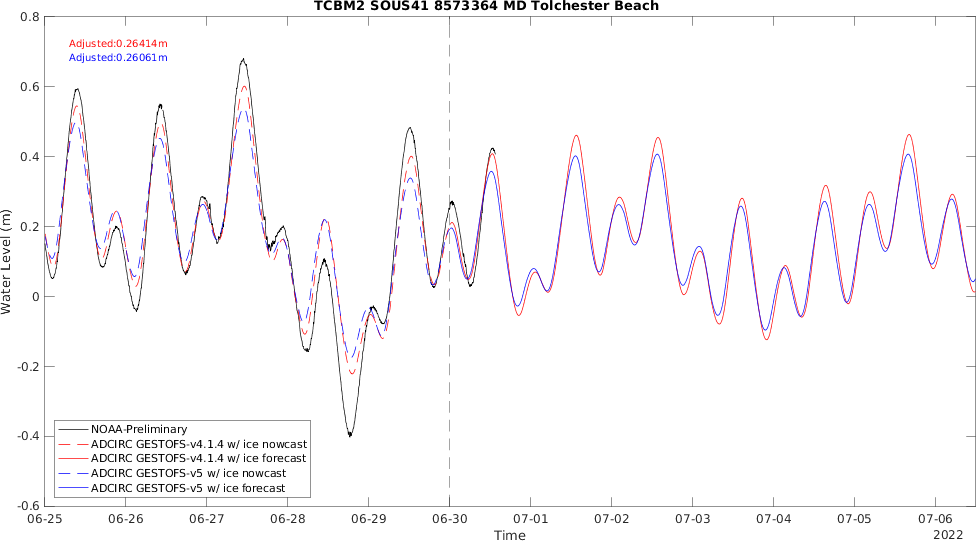 TCBM2 SOUS41 8573364 MD Tolchester Beach
Adjusted:0.26414m
Adjusted:0.26061m
0.8
0.6
0.4
0.2
0
-0.2
-0.4
-0.6
Water Level (m)
NOAA-Preliminary
ADCIRC GESTOFS-v4.1.4 w/ ice nowcast
ADCIRC GESTOFS-v4.1.4 w/ ice forecast
ADCIRC GESTOFS-v5 w/ ice nowcast
ADCIRC GESTOFS-v5 w/ ice forecast
06-25 06-26 06-27 06-28 06-29 06-30 07-01 07-02 07-03 07-04 07-05 07-06
Time
2022